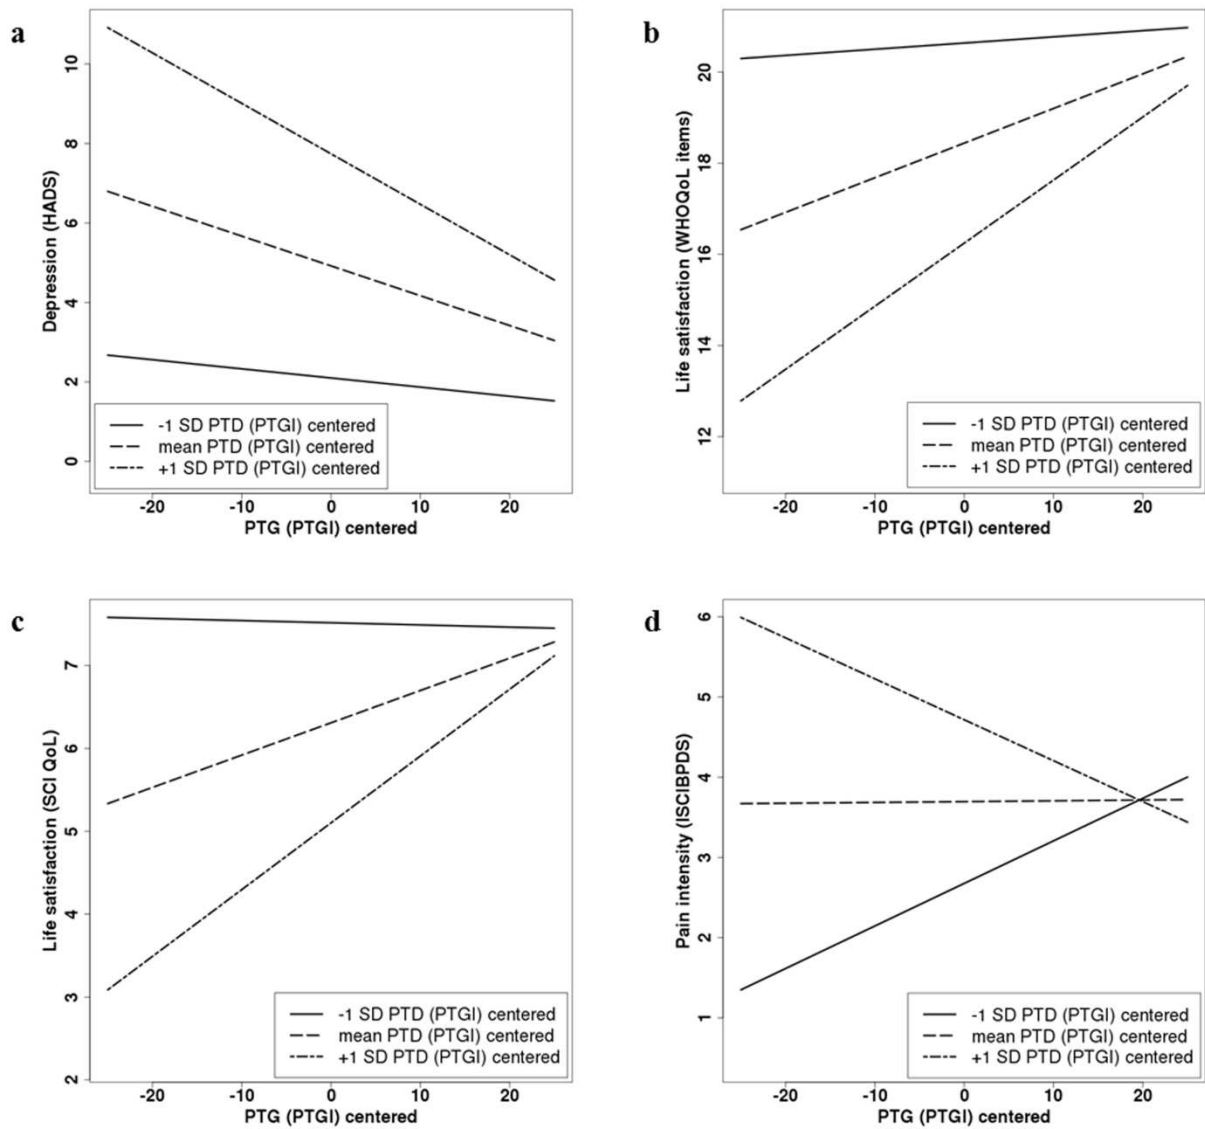 a
Depression (HADS)
10
8
6
4
2
0
-1 SD PTD (PTGI) centered
mean PTD (PTGI) centered
+1 SD PTD (PTGI) centered
-20 -10 0 10 20
PTG (PTGI) centered
b
Life satisfaction (WHOQoL items)
20
18
16
14
12
-1 SD PTD (PTGI) centered
mean PTD (PTGI) centered
+1 SD PTD (PTGI) centered
-20 -10 0 10 20
PTG (PTGI) centered
c
Life satisfaction (SCI QoL)
7
6
5
4
3
2
-1 SD PTD (PTGI) centered
mean PTD (PTGI) centered
+1 SD PTD (PTGI) centered
-20 -10 0 10 20
PTG (PTGI) centered
d
Pain intensity (ISCIBPDS)
6
5
4
3
2
1
-1 SD PTD (PTGI) centered
mean PTD (PTGI) centered
+1 SD PTD (PTGI) centered
-20 -10 0 10 20
PTG (PTGI) centered